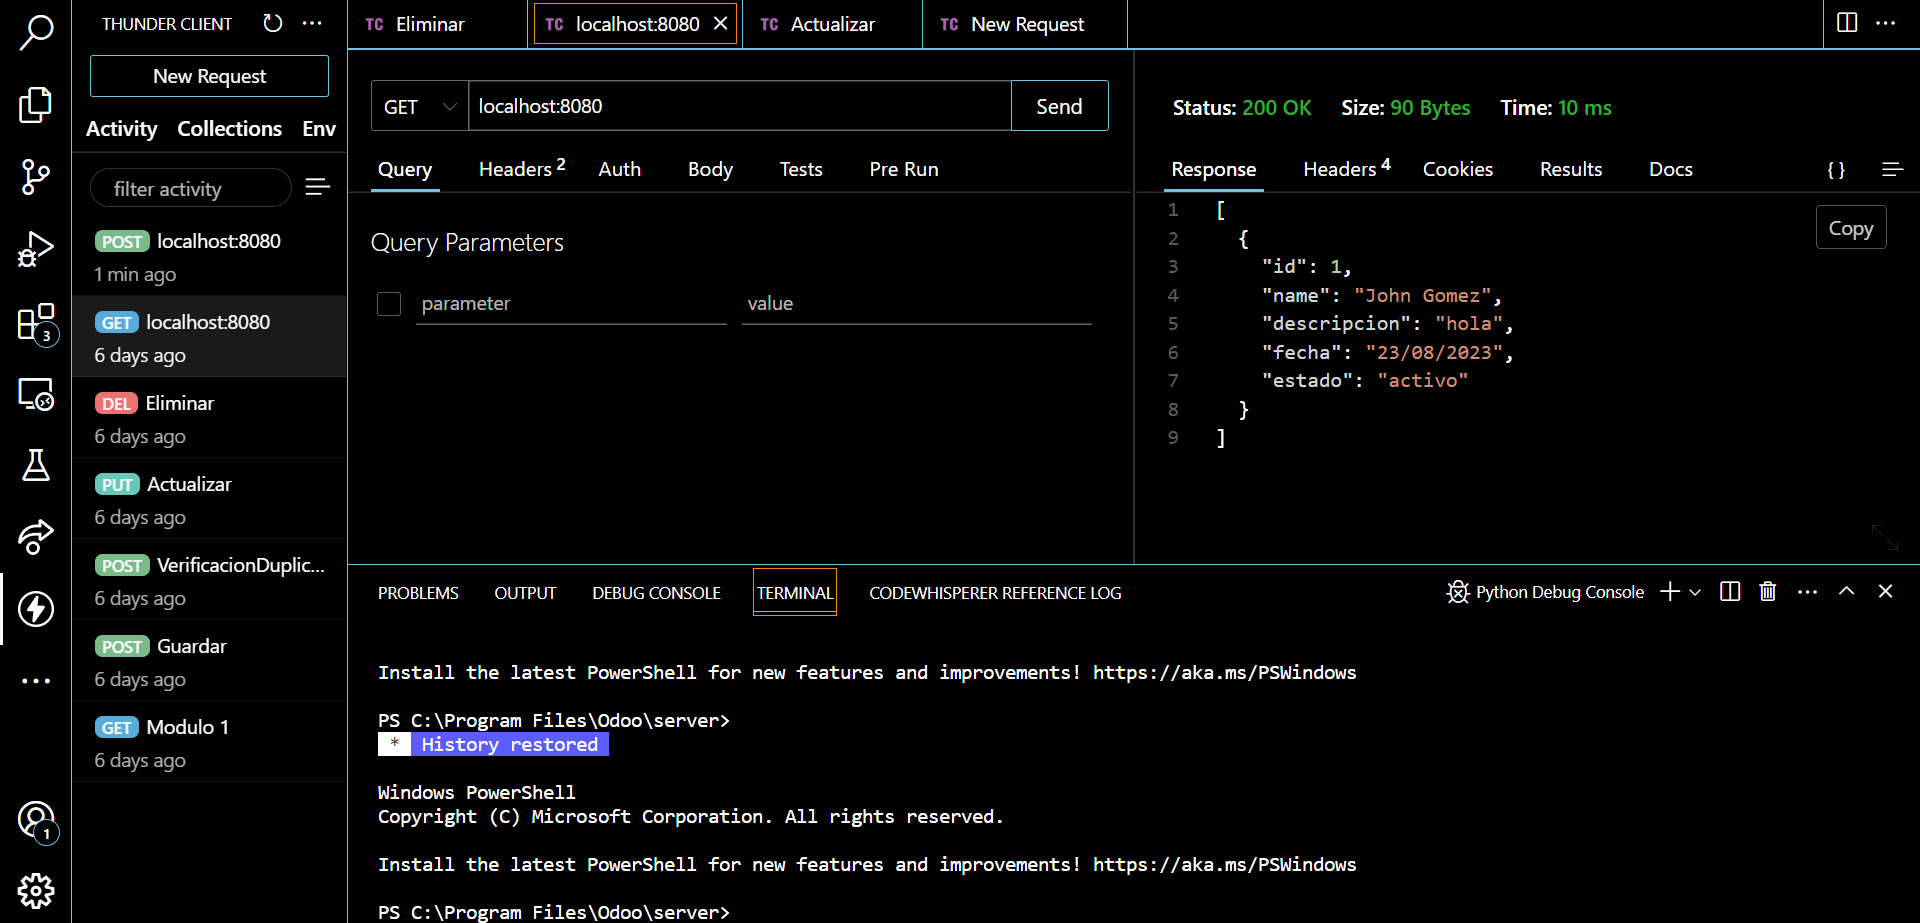 THUNDER CLIENT
New Request
Activity Collections Env
filter activity
POST localhost:8080
1 min ago
GET localhost:8080
6 days ago
DEL Eliminar
6 days ago
PUT Actualizar
6 days ago
POST VerificacionDuplic...
6 days ago
POST Guardar
6 days ago
GET Modulo 1
6 days ago
3
1
TC Eliminar
TC localhost:8080
TC Actualizar
TC New Request
GET localhost:8080 Send
Query Headers 2 Auth Body Tests Pre Run
Query Parameters
parameter value
Status: 200 OK Size: 90 Bytes Time: 10 ms
Response Headers 4 Cookies Results Docs { }
Copy
1 [
2 {
3 "id": 1,
4 "name": "John Gomez",
5 "descripcion": "hola",
6 "fecha": "23/08/2023",
7 "estado": "activo"
8 }
9 ]
PROBLEMS OUTPUT DEBUG CONSOLE TERMINAL CODEWHISPERER REFERENCE LOG
Python Debug Console
Install the latest PowerShell for new features and improvements! https://aka.ms/PSWindows
PS C:\Program Files\Odoo\server>
* History restored
Windows PowerShell
Copyright (C) Microsoft Corporation. All rights reserved.
Install the latest PowerShell for new features and improvements! https://aka.ms/PSWindows
PS C:\Program Files\Odoo\server>